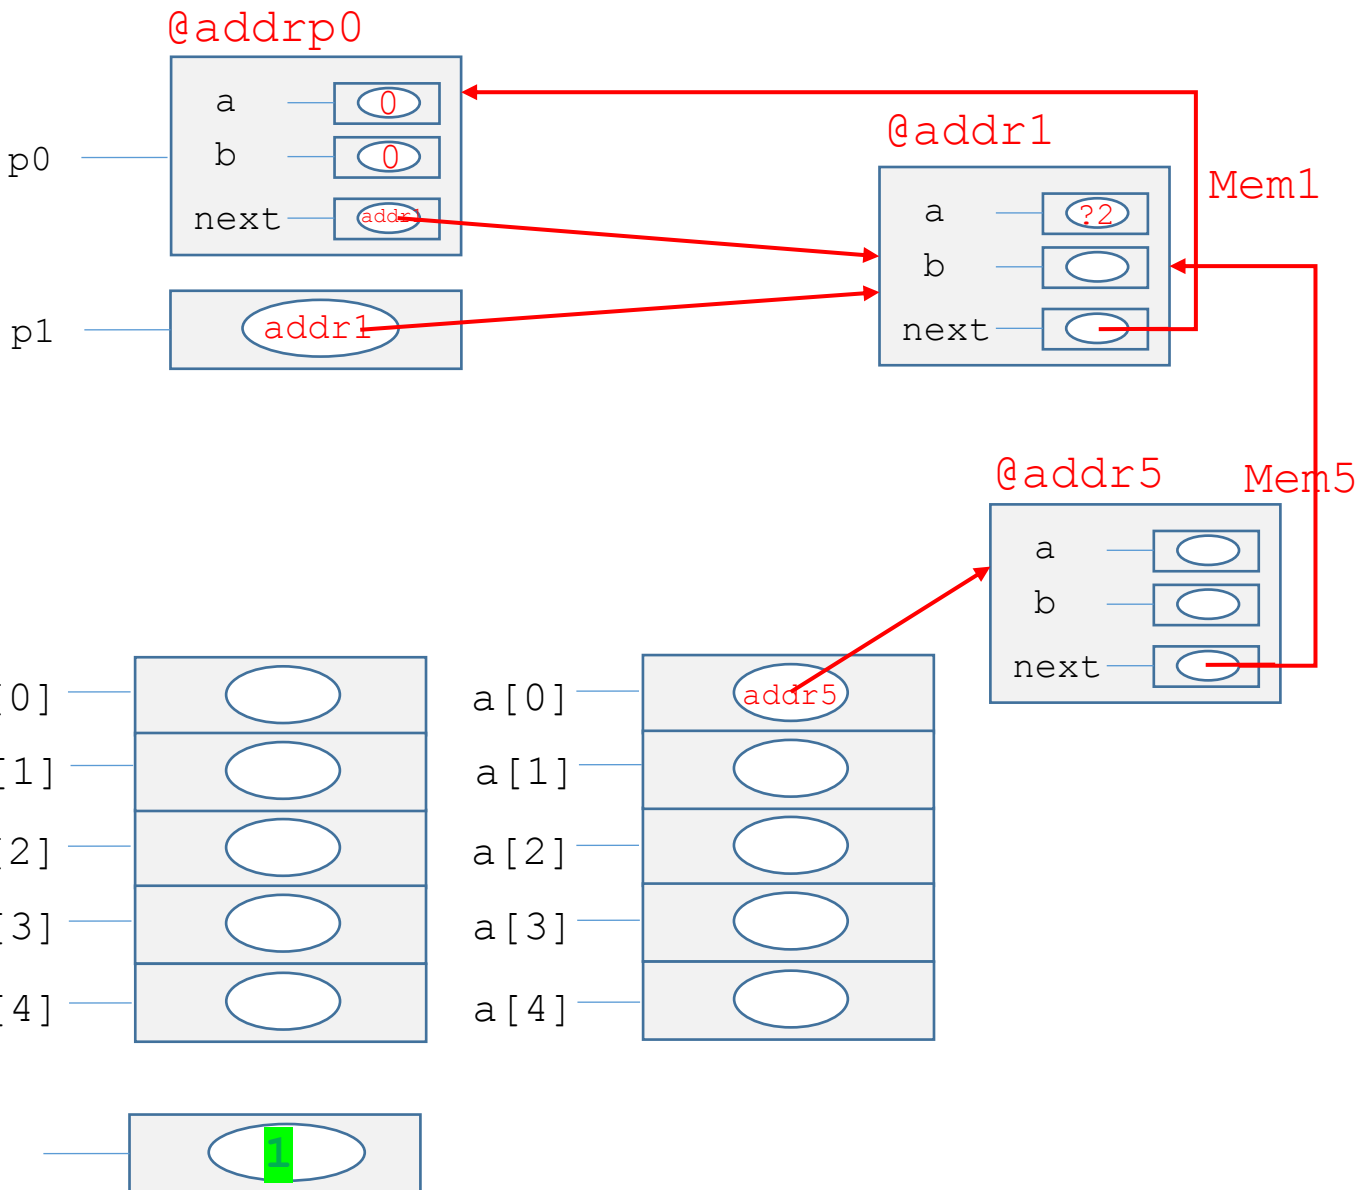 @addrp0
a 0
b 0
p0
next addr1
@addr1
Mem1
a ?2
b
next
p1 addr1
@addr5 Mem5
a
b
next
0] a[0] addr5
[1] a[1]
[2] a[2]
[3] a[3]
[4] a[4]
1